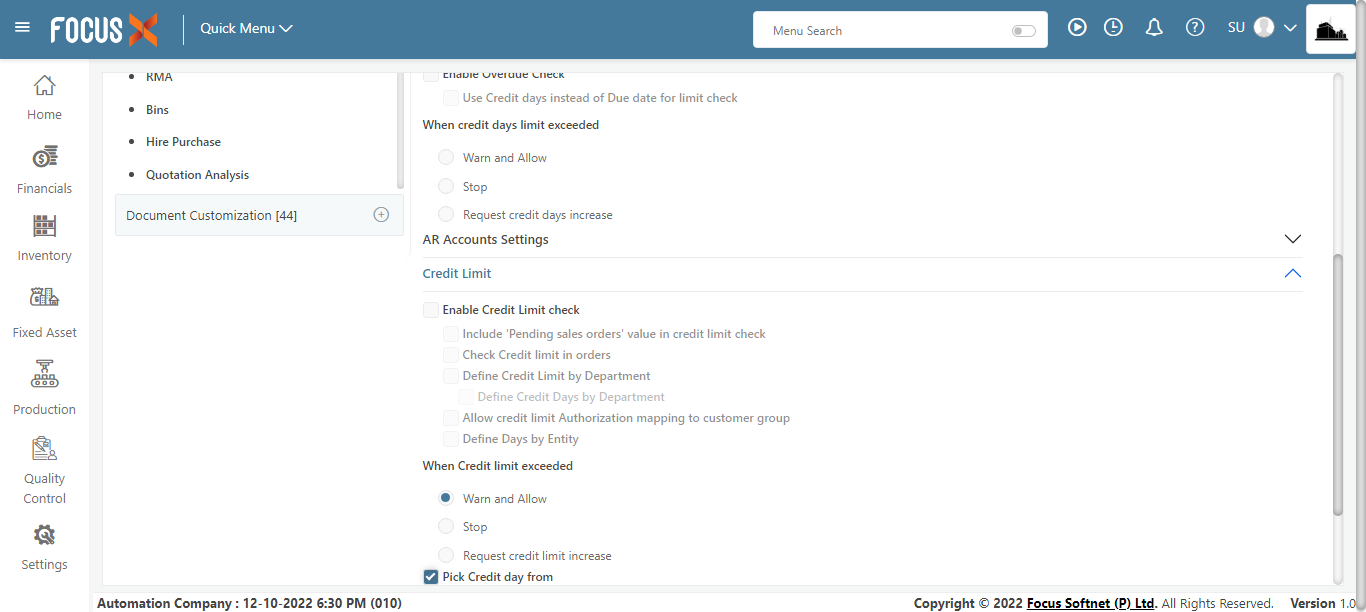 FOCUS X
Quick Menu
Menu Search
SU
Home
Financials
Inventory
Fixed Asset
Production
Quality
Control
Settings
RMA
Bins
Hire Purchase
Quotation Analysis
Document Customization [44]
Enable Overdue Check
Use Credit days instead of Due date for limit check
When credit days limit exceeded
Warn and Allow
Stop
Request credit days increase
AR Accounts Settings
Credit Limit
Enable Credit Limit check
Include 'Pending sales orders' value in credit limit check
Check Credit limit in orders
Define Credit Limit by Department
Define Credit Days by Department
Allow credit limit Authorization mapping to customer group
Define Days by Entity
When Credit limit exceeded
Warn and Allow
Stop
Request credit limit increase
Pick Credit day from
Automation Company : 12-10-2022 6:30 PM (010)
Copyright © 2022 Focus Softnet (P) Ltd. All Rights Reserved. Version 1.0